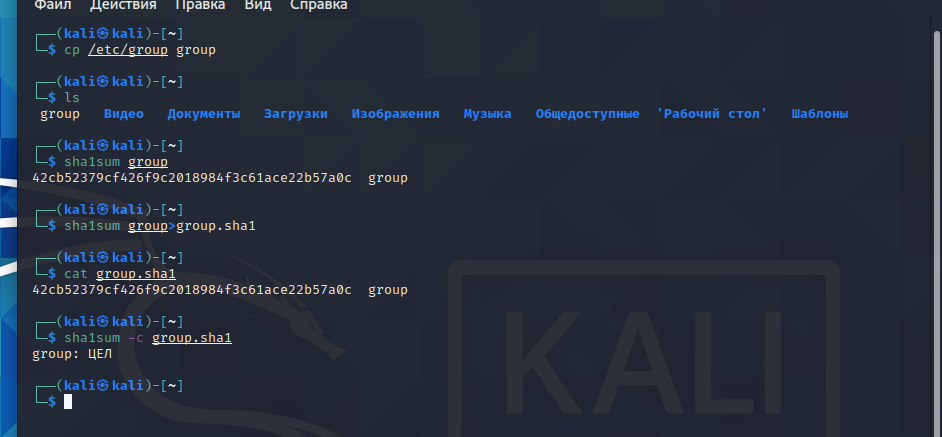 Файл Действия Правка Вид Справка
┌──(kali㉿kali)-[~]
└─$ cp /etc/group group
┌──(kali㉿kali)-[~]
└─$ ls
group Видео Документы Загрузки Изображения Музыка Общедоступные 'Рабочий стол' Шаблоны
┌──(kali㉿kali)-[~]
└─$ sha1sum group
42cb52379cf426f9c2018984f3c61ace22b57a0c group
┌──(kali㉿kali)-[~]
└─$ sha1sum group>group.sha1
┌──(kali㉿kali)-[~]
└─$ cat group.sha1
42cb52379cf426f9c2018984f3c61ace22b57a0c group
┌──(kali㉿kali)-[~]
└─$ sha1sum -c group.sha1
group: ЦЕЛ
┌──(kali㉿kali)-[~]
└─$
KALI